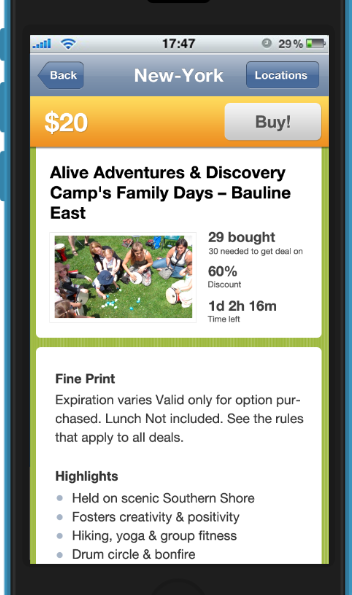 17:47
29 %
Back
New-York
Locations
$20
Buy!
Alive Adventures & Discovery
Camp's Family Days – Bauline
East
29 bought
30 needed to get deal on
60%
Discount
1d 2h 16m
Time left
Fine Print
Expiration varies Valid only for option pur-
chased. Lunch Not included. See the rules
that apply to all deals.
Highlights
Held on scenic Southern Shore
Fosters creativity & positivity
Hiking, yoga & group fitness
Drum circle & bonfire